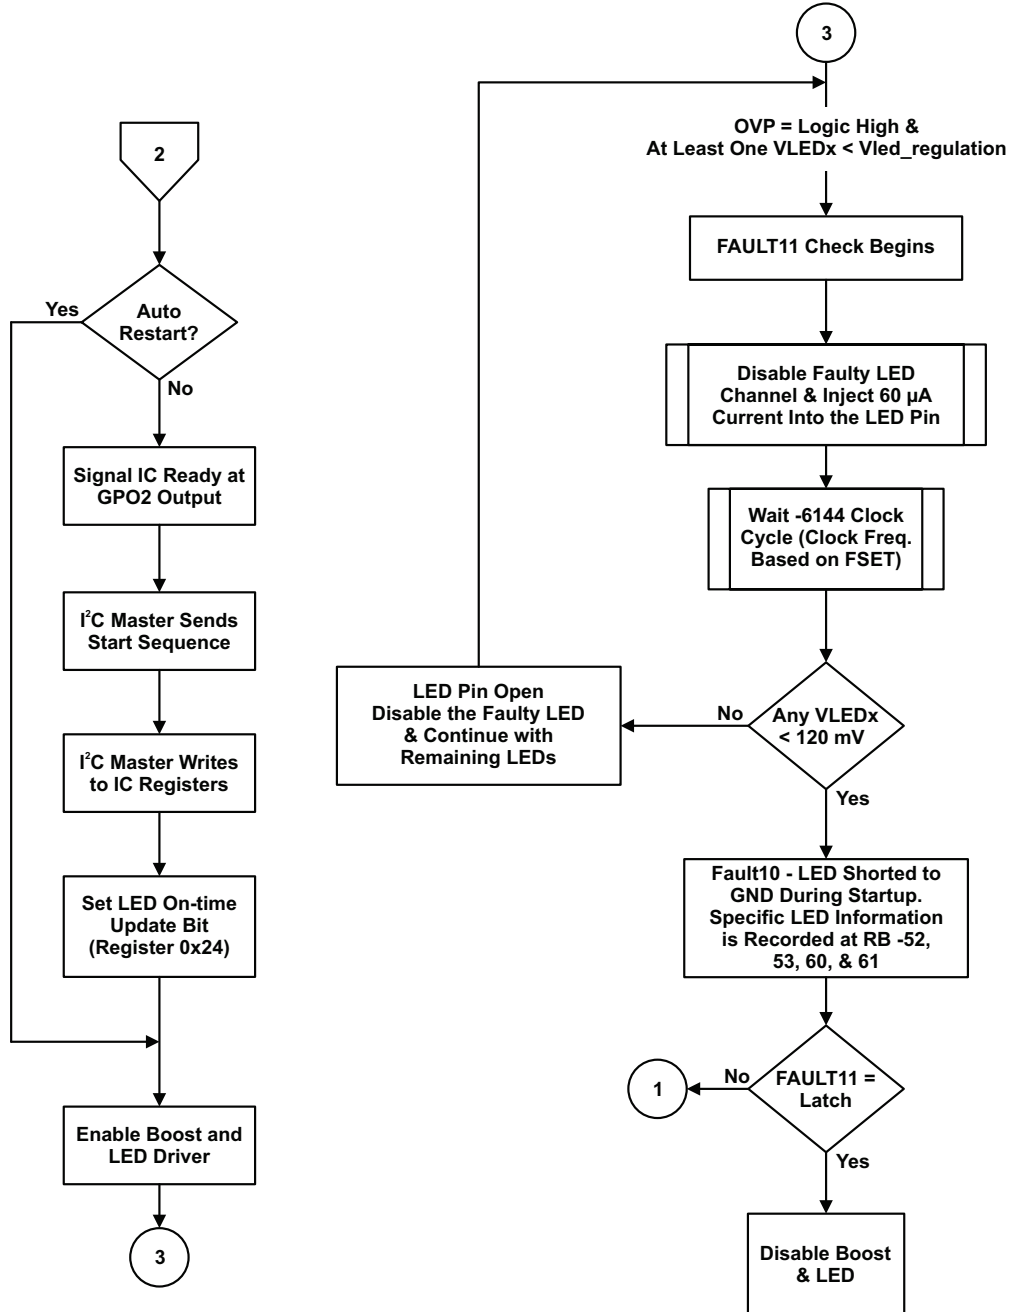 2
Auto
Restart?
Yes
No
Signal IC Ready at
GPO2 Output
I²C Master Sends
Start Sequence
I²C Master Writes
to IC Registers
Set LED On-time
Update Bit
(Register 0x24)
Enable Boost and
LED Driver
3
3
OVP = Logic High &
At Least One VLEDx < Vled_regulation
FAULT11 Check Begins
Disable Faulty LED
Channel & Inject 60 µA
Current Into the LED Pin
Wait -6144 Clock
Cycle (Clock Freq.
Based on FSET)
Any VLEDx
< 120 mV
No
LED Pin Open
Disable the Faulty LED
& Continue with
Remaining LEDs
Yes
Fault10 - LED Shorted to
GND During Startup.
Specific LED Information
is Recorded at RB -52,
53, 60, & 61
FAULT11 =
Latch
No
1
Yes
Disable Boost
& LED